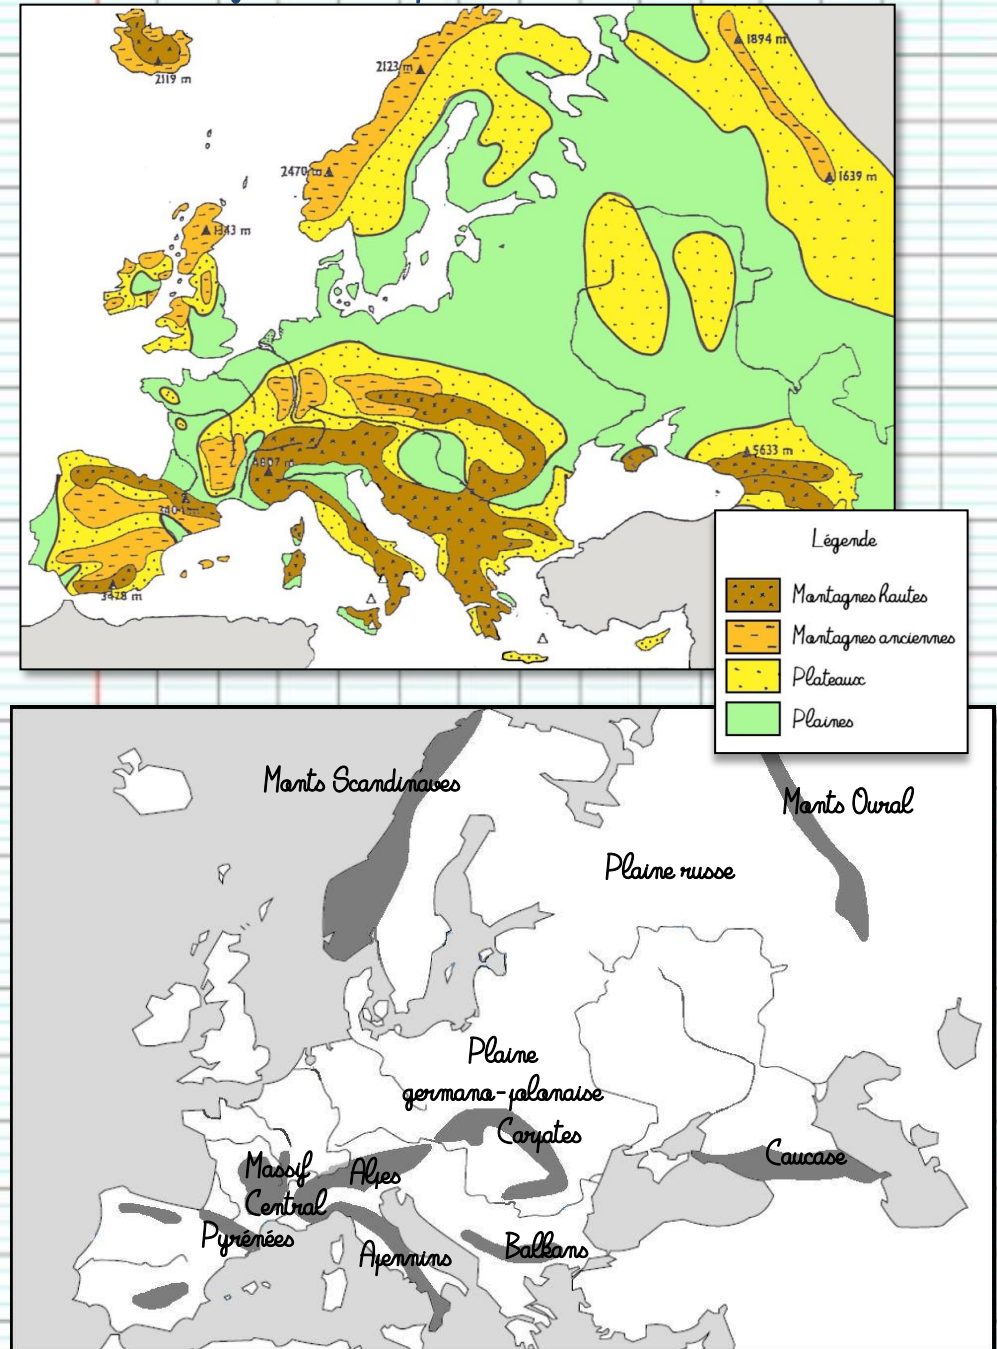 1894 m
2123 m
2119 m
2470 m
1639 m
1343 m
5633 m
4807 m
3478 m
Légende
Montagnes hautes
Montagnes anciennes
Plateaux
Plaines
Monts Scandinaves
Monts Oural
Plaine russe
Plaine
germano-polonaise
Carpates
Caucase
Massif
Central
Alpes
Pyrénées
Apennins
Balkans